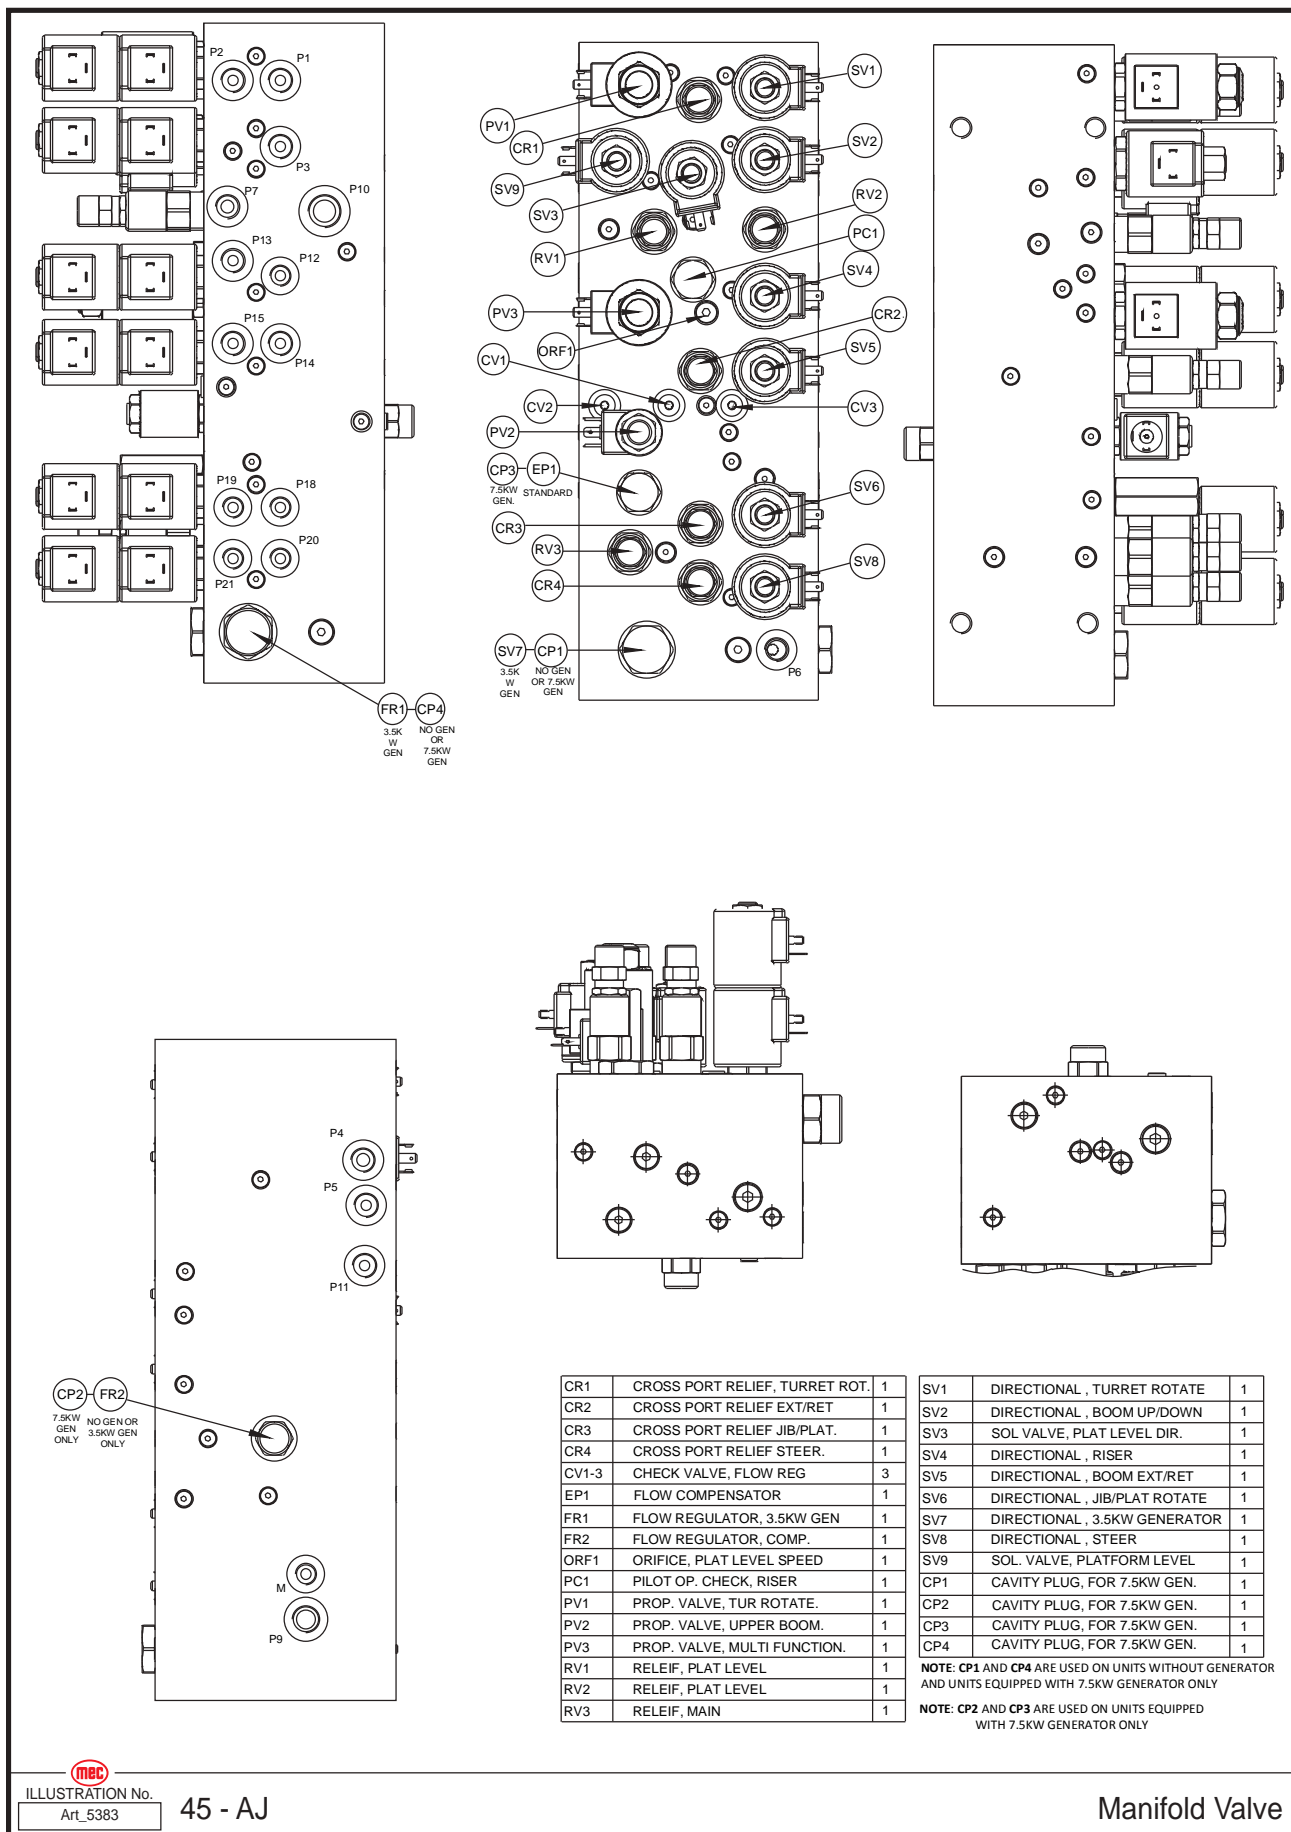 P2
P1
P3
P7
P10
P13
P12
P15
P14
P19
P18
P21
P20
FR1
CP4
3.5K
W
GEN
NO GEN
OR
7.5KW
GEN
PV1
CR1
SV9
SV3
RV1
PV3
ORF1
CV1
CV2
PV2
CP3
EP1
7.5KW
GEN.
STANDARD
CR3
RV3
CR4
SV7
CP1
3.5K
W
GEN
NO GEN
OR 7.5KW
GEN
SV1
SV2
RV2
PC1
SV4
CR2
SV5
CV3
SV6
SV8
P6
P4
P5
P11
CP2
FR2
7.5KW
GEN
ONLY
NO GEN OR
3.5KW GEN
ONLY
M
P9
CR1 CROSS PORT RELIEF, TURRET ROT. 1
CR2 CROSS PORT RELIEF EXT/RET 1
CR3 CROSS PORT RELIEF JIB/PLAT. 1
CR4 CROSS PORT RELIEF STEER. 1
CV1-3 CHECK VALVE, FLOW REG 3
EP1 FLOW COMPENSATOR 1
FR1 FLOW REGULATOR, 3.5KW GEN 1
FR2 FLOW REGULATOR, COMP. 1
ORF1 ORIFICE, PLAT LEVEL SPEED 1
PC1 PILOT OP. CHECK, RISER 1
PV1 PROP. VALVE, TUR ROTATE. 1
PV2 PROP. VALVE, UPPER BOOM. 1
PV3 PROP. VALVE, MULTI FUNCTION. 1
RV1 RELEIF, PLAT LEVEL 1
RV2 RELEIF, PLAT LEVEL 1
RV3 RELEIF, MAIN 1
SV1 DIRECTIONAL , TURRET ROTATE 1
SV2 DIRECTIONAL , BOOM UP/DOWN 1
SV3 SOL VALVE, PLAT LEVEL DIR. 1
SV4 DIRECTIONAL , RISER 1
SV5 DIRECTIONAL , BOOM EXT/RET 1
SV6 DIRECTIONAL , JIB/PLAT ROTATE 1
SV7 DIRECTIONAL , 3.5KW GENERATOR 1
SV8 DIRECTIONAL , STEER 1
SV9 SOL. VALVE, PLATFORM LEVEL 1
CP1 CAVITY PLUG, FOR 7.5KW GEN. 1
CP2 CAVITY PLUG, FOR 7.5KW GEN. 1
CP3 CAVITY PLUG, FOR 7.5KW GEN. 1
CP4 CAVITY PLUG, FOR 7.5KW GEN. 1
NOTE: CP1 AND CP4 ARE USED ON UNITS WITHOUT GENERATOR
AND UNITS EQUIPPED WITH 7.5KW GENERATOR ONLY
NOTE: CP2 AND CP3 ARE USED ON UNITS EQUIPPED
WITH 7.5KW GENERATOR ONLY
mec
ILLUSTRATION No.
Art_5383
45 - AJ
Manifold Valve